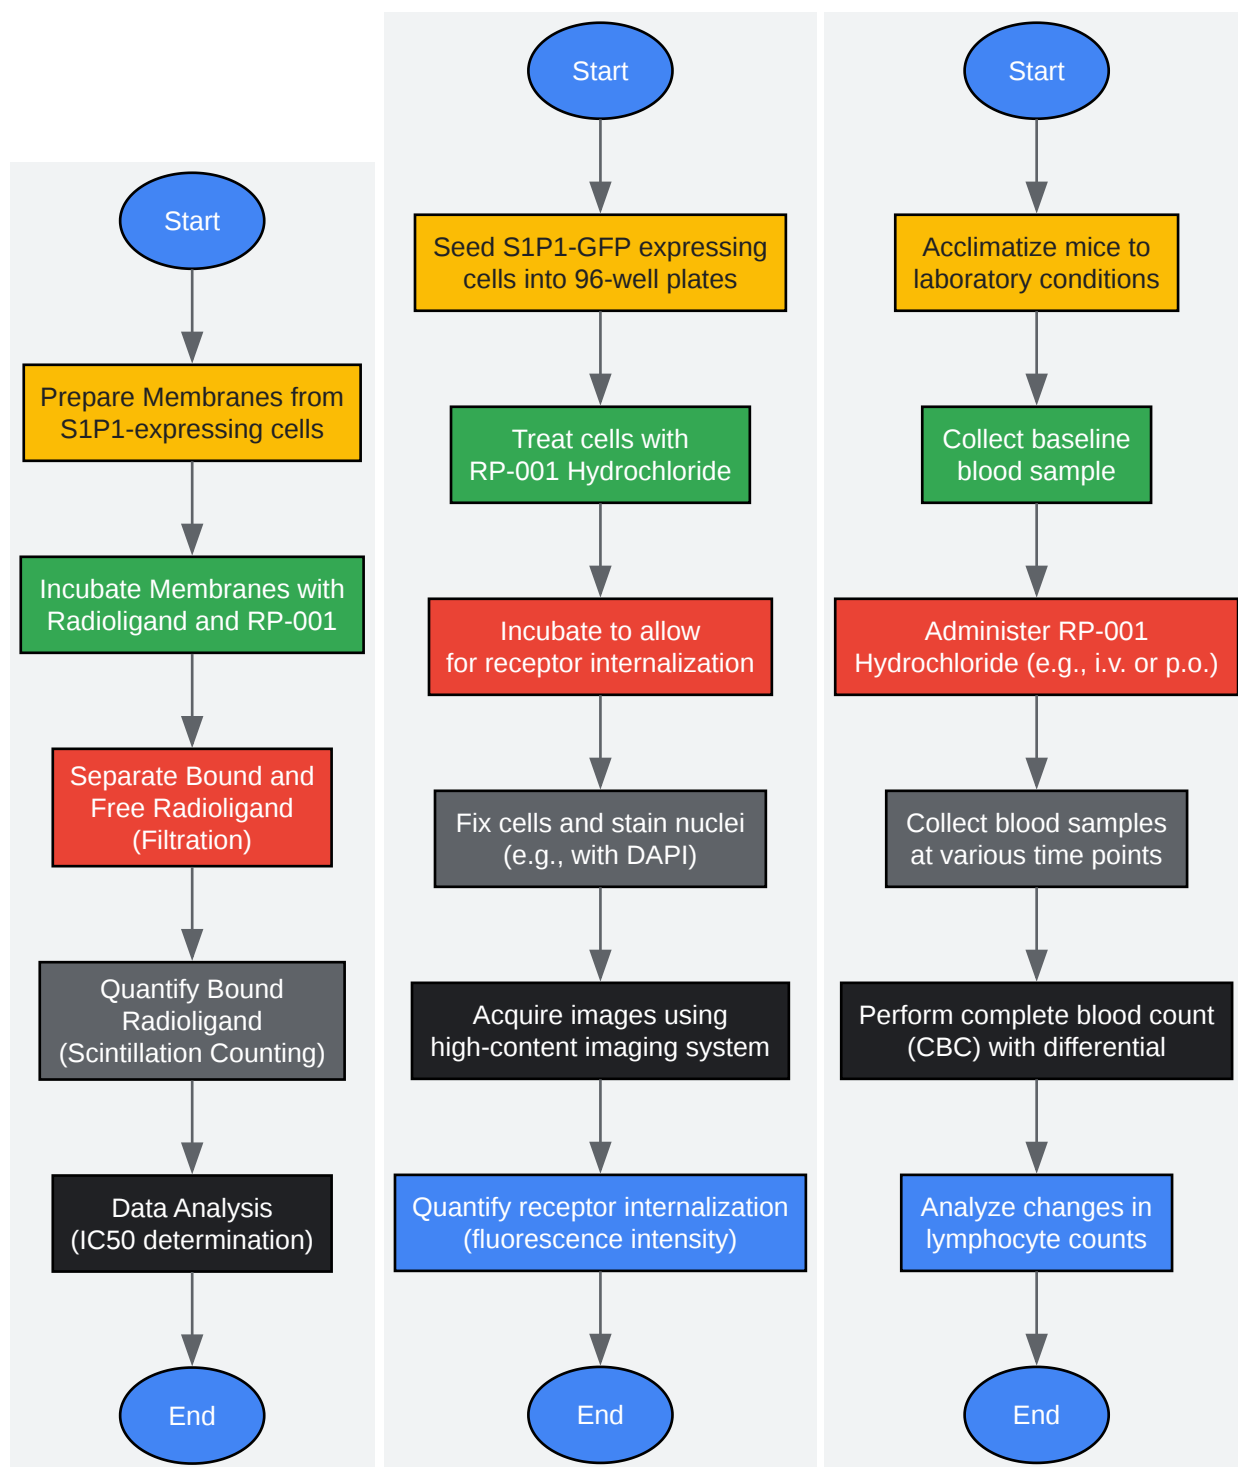 Start
Prepare Membranes from
S1P1-expressing cells
Incubate Membranes with
Radioligand and RP-001
Separate Bound and
Free Radioligand
(Filtration)
Quantify Bound
Radioligand
(Scintillation Counting)
Data Analysis
(IC50 determination)
End
Start
Seed S1P1-GFP expressing
cells into 96-well plates
Treat cells with
RP-001 Hydrochloride
Incubate to allow
for receptor internalization
Fix cells and stain nuclei
(e.g., with DAPI)
Acquire images using
high-content imaging system
Quantify receptor internalization
(fluorescence intensity)
End
Start
Acclimatize mice to
laboratory conditions
Collect baseline
blood sample
Administer RP-001
Hydrochloride (e.g., i.v. or p.o.)
Collect blood samples
at various time points
Perform complete blood count
(CBC) with differential
Analyze changes in
lymphocyte counts
End